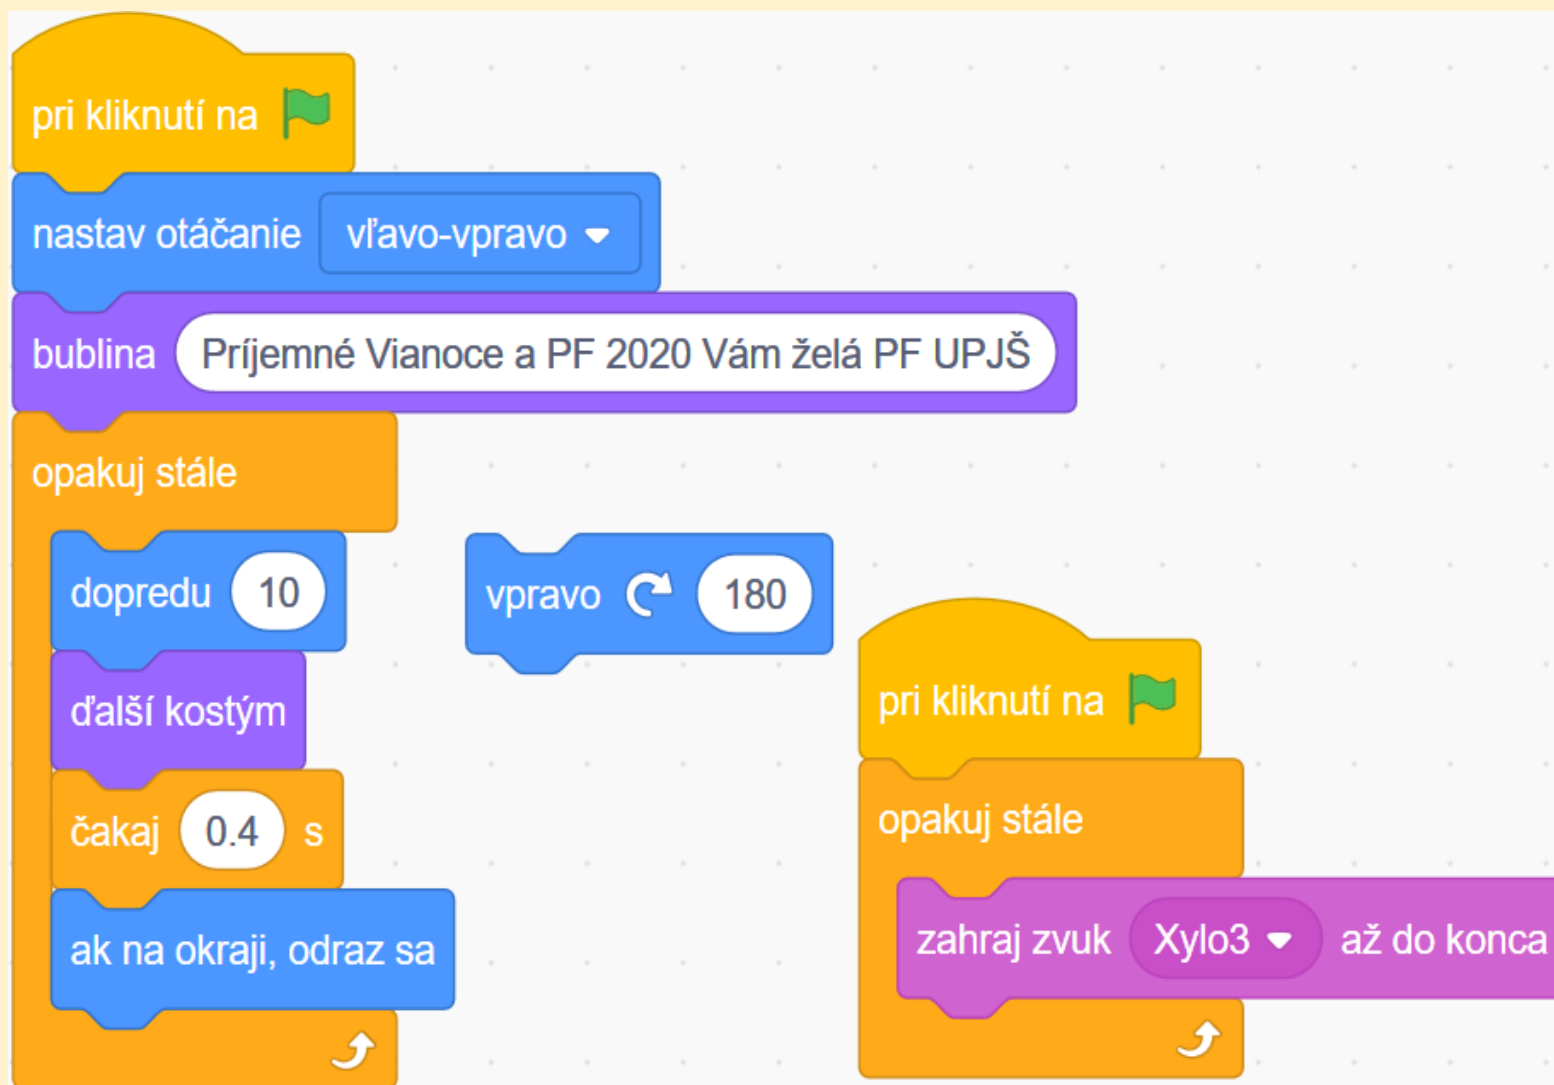 pri kliknutí na
nastav otáčanie vľavo-vpravo
bublina Príjemné Vianoce a PF 2020 Vám želá PF UPJŠ
opakuj stále
dopredu 10
ďalší kostým
čakaj 0.4 s
ak na okraji, odraz sa
vpravo 180
pri kliknutí na
opakuj stále
zahraj zvuk Xylo3 až do konca